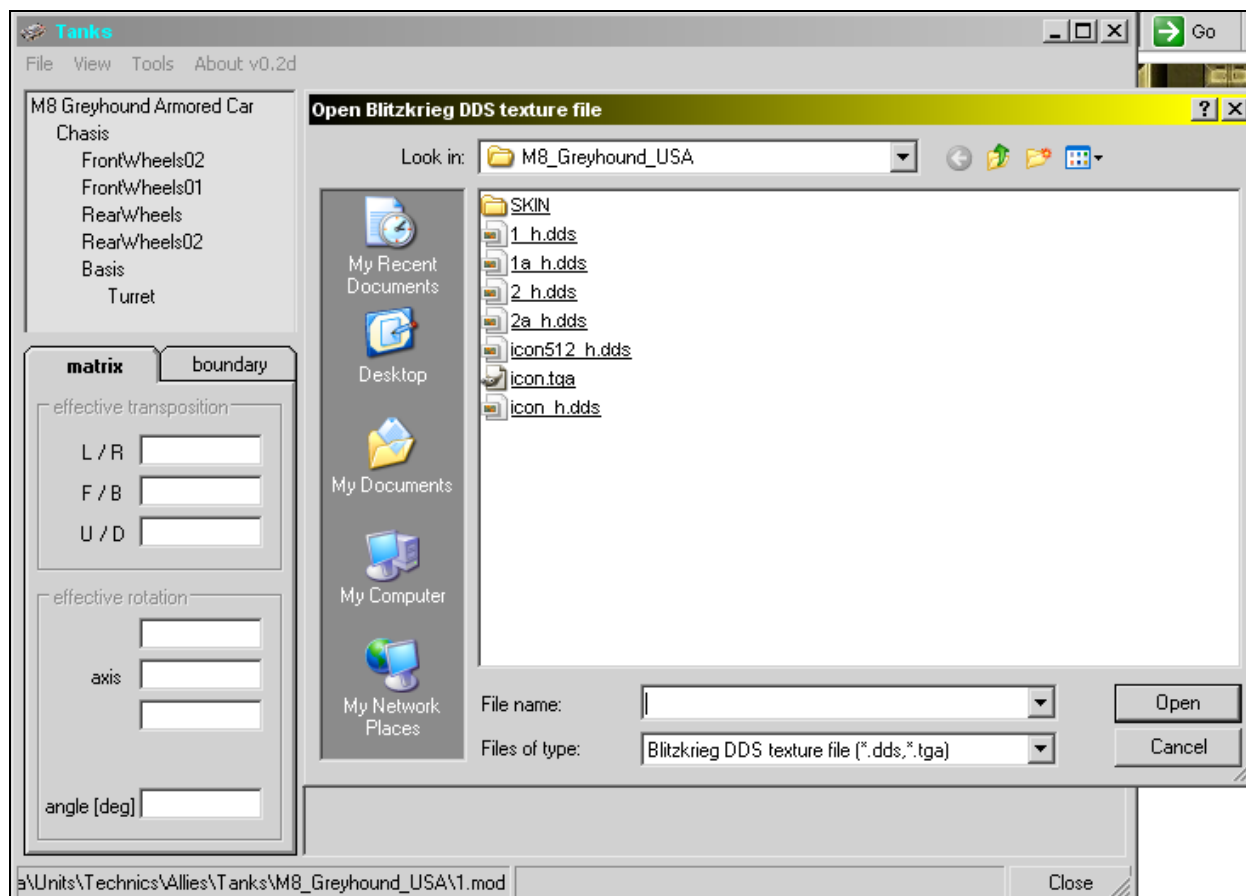 Tanks
Go
File View Tools About v0.2d
M8 Greyhound Armored Car
Chasis
FrontWheels02
FrontWheels01
RearWheels
RearWheels02
Basis
Turret
matrix boundary
effective transposition
L / R
F / B
U / D
effective rotation
axis
angle [deg]
Open Blitzkrieg DDS texture file
Look in: M8_Greyhound_USA
My Recent
Documents
Desktop
My Documents
My Computer
My Network
Places
SKIN
1_h.dds
1a_h.dds
2_h.dds
2a_h.dds
icon512_h.dds
icon.tga
icon_h.dds
File name: Open
Files of type: Blitzkrieg DDS texture file (*.dds,*.tga) Cancel
a\Units\Technics\Allies\Tanks\M8_Greyhound_USA\1.mod Close